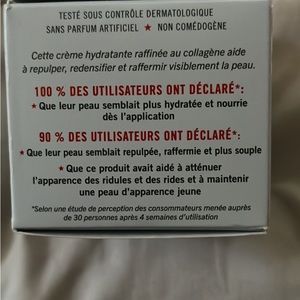 TESTÉ SOUS CONTRÔLE DERMATOLOGIQUE
SANS PARFUM ARTIFICIEL ★ NON COMÉDOGÈNE
Cette crème hydratante raffinée au collagène aide
à repulper, redensifier et raffermir visiblement la peau.
100 % DES UTILISATEURS ONT DÉCLARÉ*:
★ Que leur peau semblait plus hydratée et nourrie
dès l'application
90 % DES UTILISATEURS ONT DÉCLARÉ*:
★ Que leur peau semblait repulpée, raffermie et plus souple
★ Que ce produit avait aidé à atténuer
l'apparence des ridules et des rides et à maintenir
une peau d'apparence jeune
*Selon une étude de perception des consommateurs menée auprès
de 30 personnes après 4 semaines d'utilisation